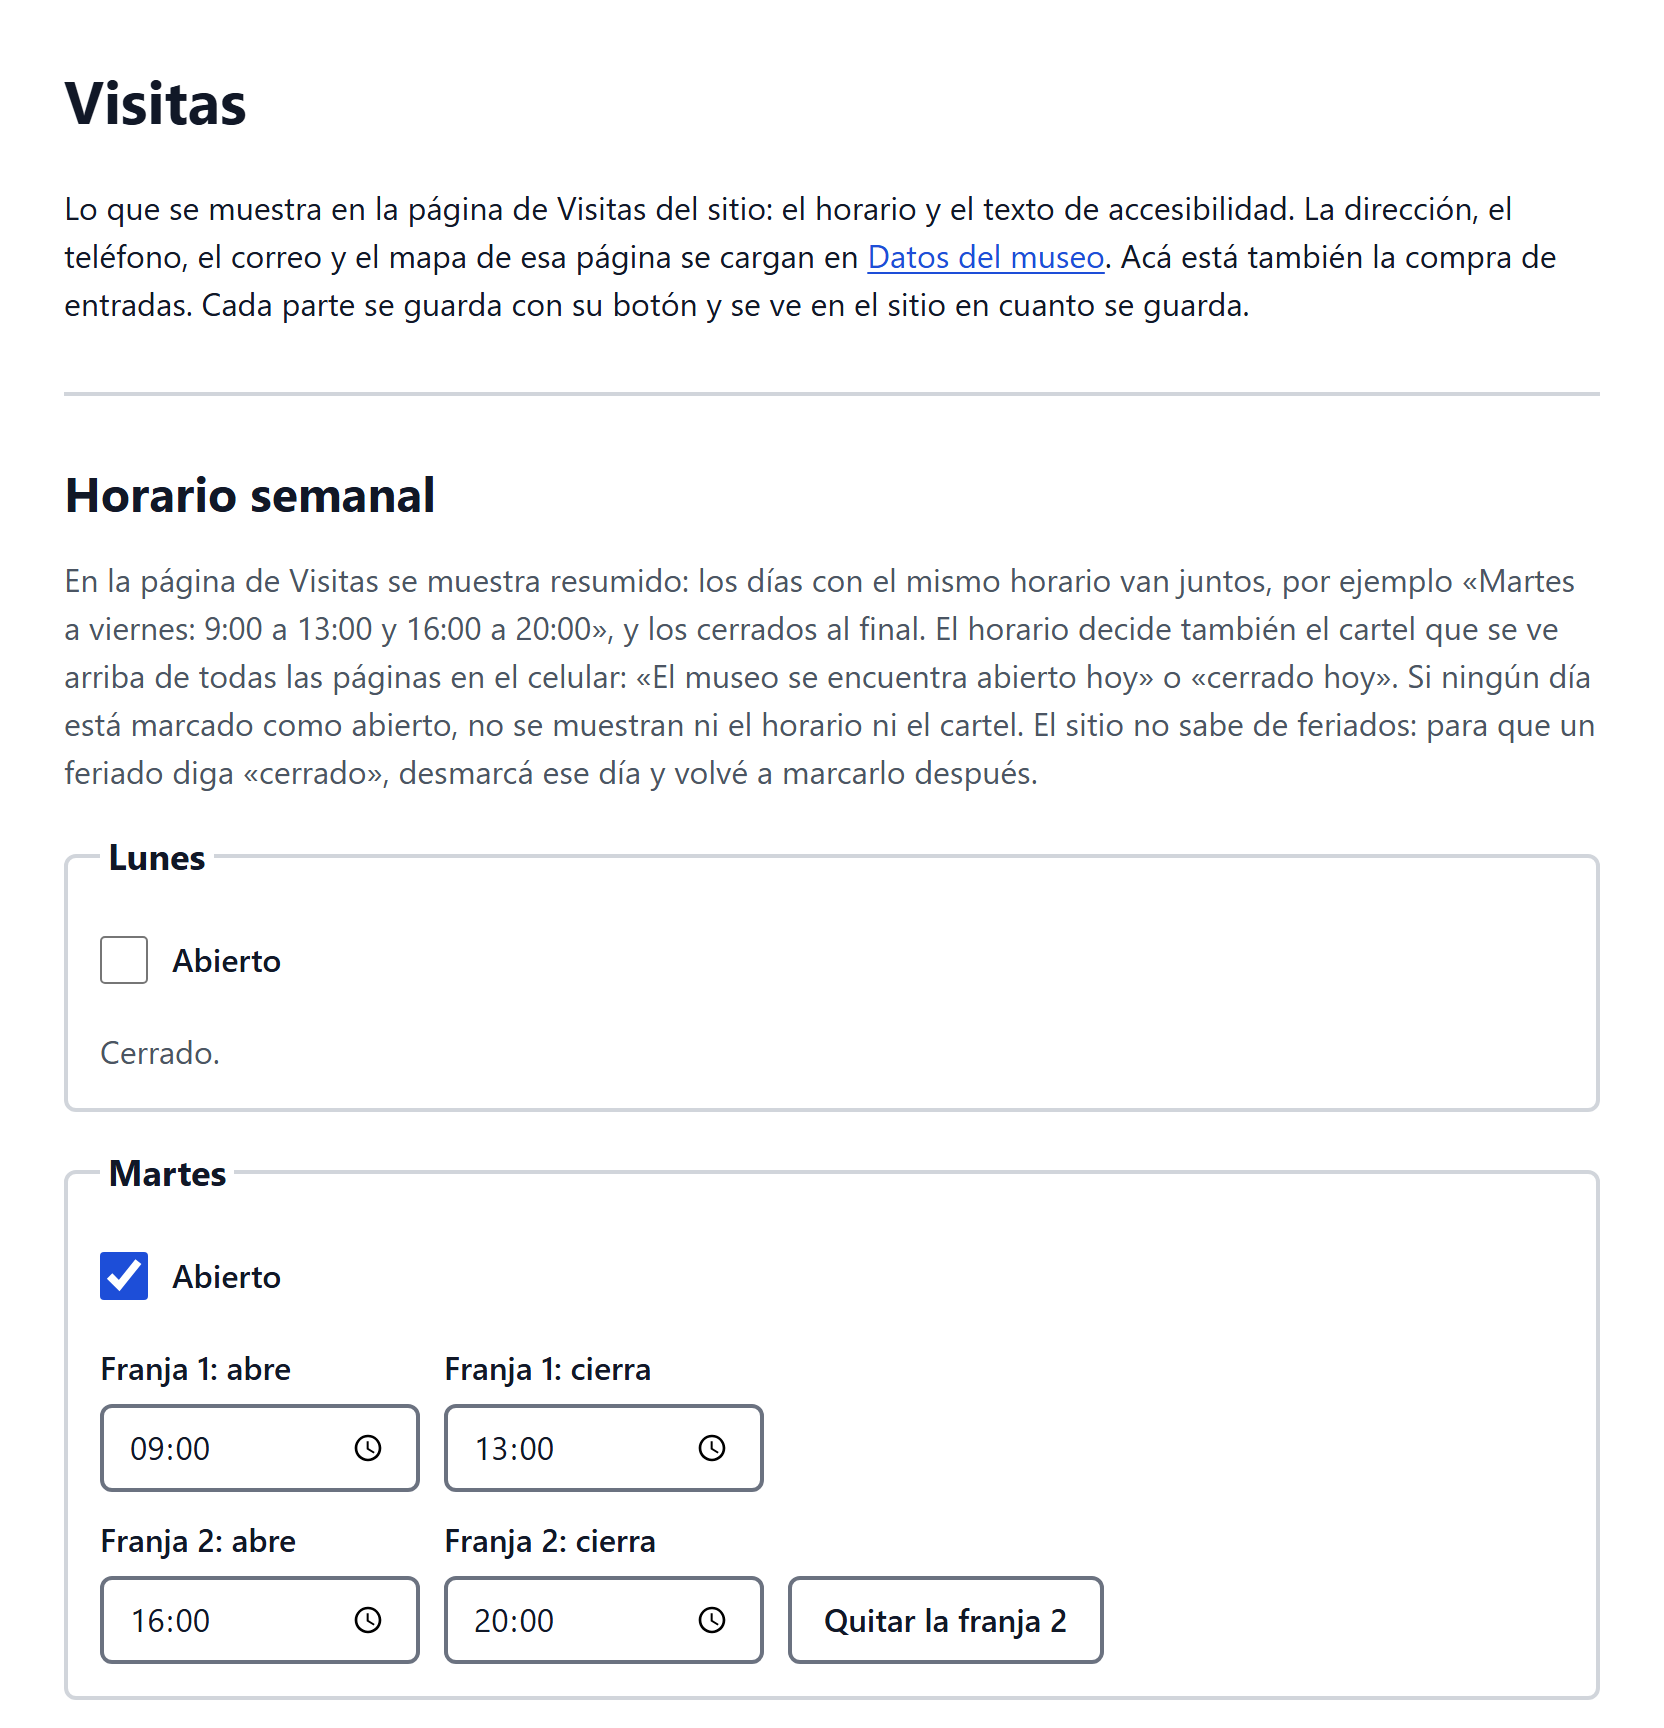 Visitas
Lo que se muestra en la página de Visitas del sitio: el horario y el texto de accesibilidad. La dirección, el
teléfono, el correo y el mapa de esa página se cargan en Datos del museo. Acá está también la compra de
entradas. Cada parte se guarda con su botón y se ve en el sitio en cuanto se guarda.
Horario semanal
En la página de Visitas se muestra resumido: los días con el mismo horario van juntos, por ejemplo «Martes
a viernes: 9:00 a 13:00 y 16:00 a 20:00», y los cerrados al final. El horario decide también el cartel que se ve
arriba de todas las páginas en el celular: «El museo se encuentra abierto hoy» o «cerrado hoy». Si ningún día
está marcado como abierto, no se muestran ni el horario ni el cartel. El sitio no sabe de feriados: para que un
feriado diga «cerrado», desmarcá ese día y volvé a marcarlo después.
Lunes
Abierto
Cerrado.
Martes
Abierto
Franja 1: abre Franja 1: cierra
09:00 13:00
Franja 2: abre Franja 2: cierra
16:00 20:00 Quitar la franja 2